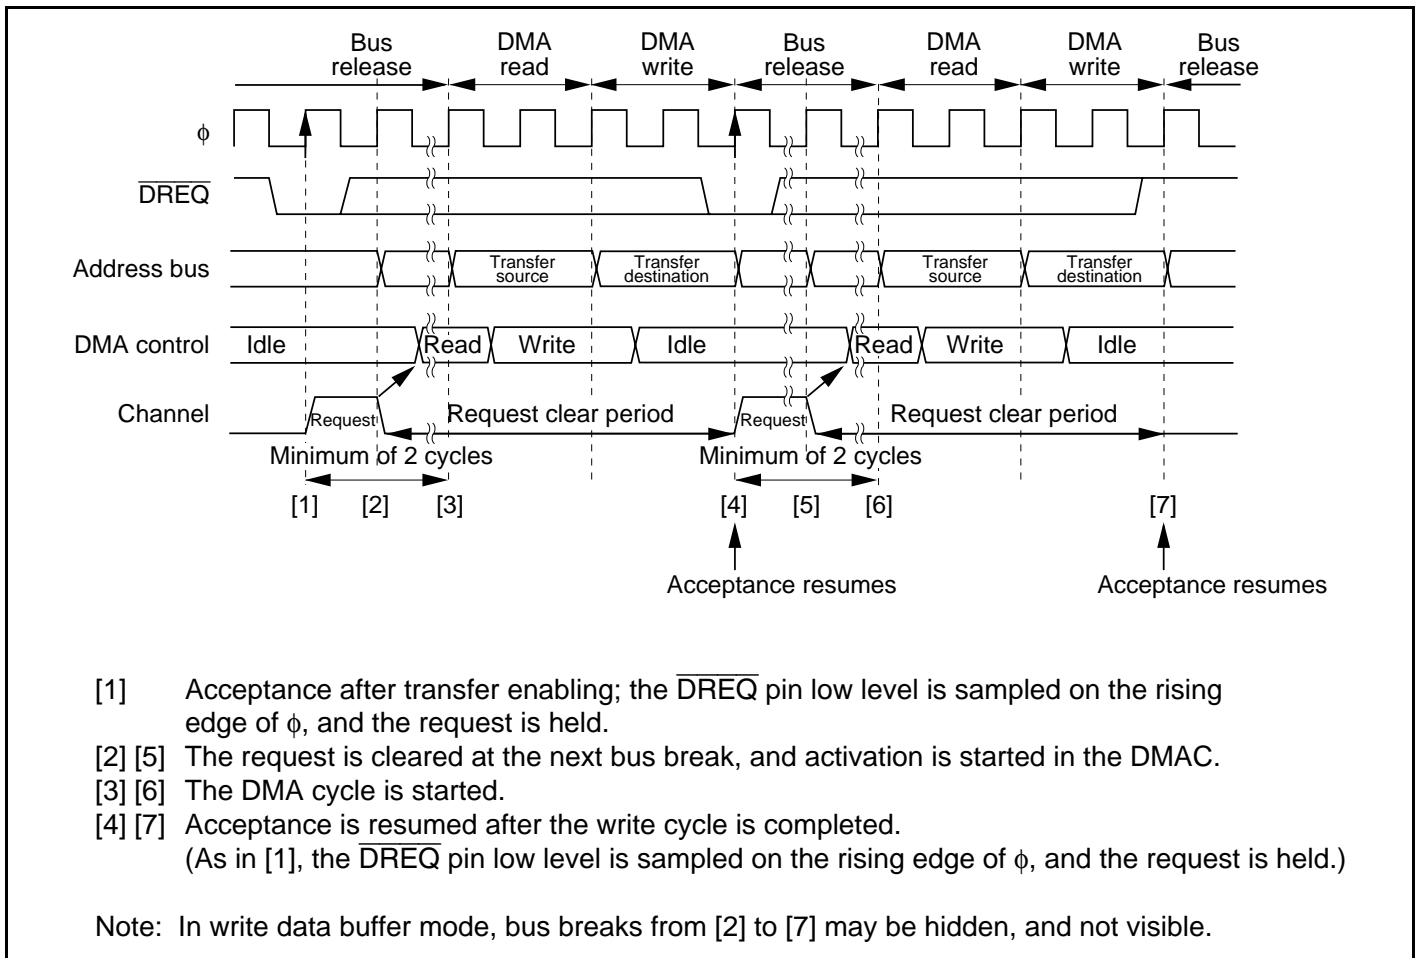 Bus release DMA read DMA write Bus release DMA read DMA write Bus release
φ
DREQ
Address bus Transfer source Transfer destination Transfer source Transfer destination
DMA control Idle Read Write Idle Read Write Idle
Channel Request Request clear period Request Request clear period
Minimum of 2 cycles Minimum of 2 cycles
[1] [2] [3] [4] [5] [6] [7]
Acceptance resumes Acceptance resumes
[1] Acceptance after transfer enabling; the DREQ pin low level is sampled on the rising
edge of φ, and the request is held.
[2] [5] The request is cleared at the next bus break, and activation is started in the DMAC.
[3] [6] The DMA cycle is started.
[4] [7] Acceptance is resumed after the write cycle is completed.
(As in [1], the DREQ pin low level is sampled on the rising edge of φ, and the request is held.)
Note: In write data buffer mode, bus breaks from [2] to [7] may be hidden, and not visible.